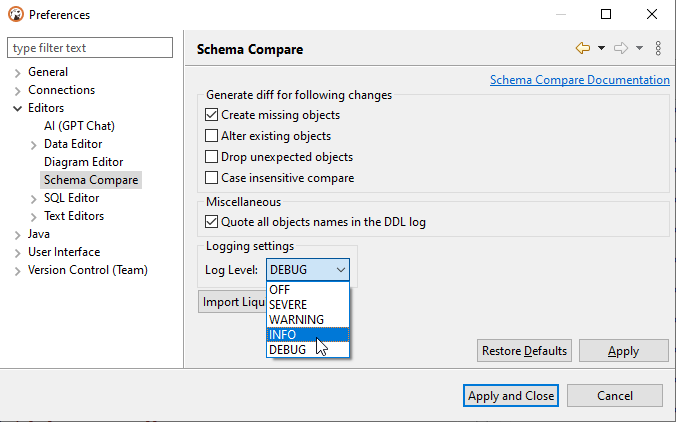 Preferences
type filter text
General
Connections
Editors
AI (GPT Chat)
Data Editor
Diagram Editor
Schema Compare
SQL Editor
Text Editors
Java
User Interface
Version Control (Team)
Schema Compare
Schema Compare Documentation
Generate diff for following changes
Create missing objects
Alter existing objects
Drop unexpected objects
Case insensitive compare
Miscellaneous
Quote all objects names in the DDL log
Logging settings
Log Level: DEBUG
OFF
SEVERE
WARNING
INFO
DEBUG
Import Liqu
Restore Defaults Apply
Apply and Close Cancel